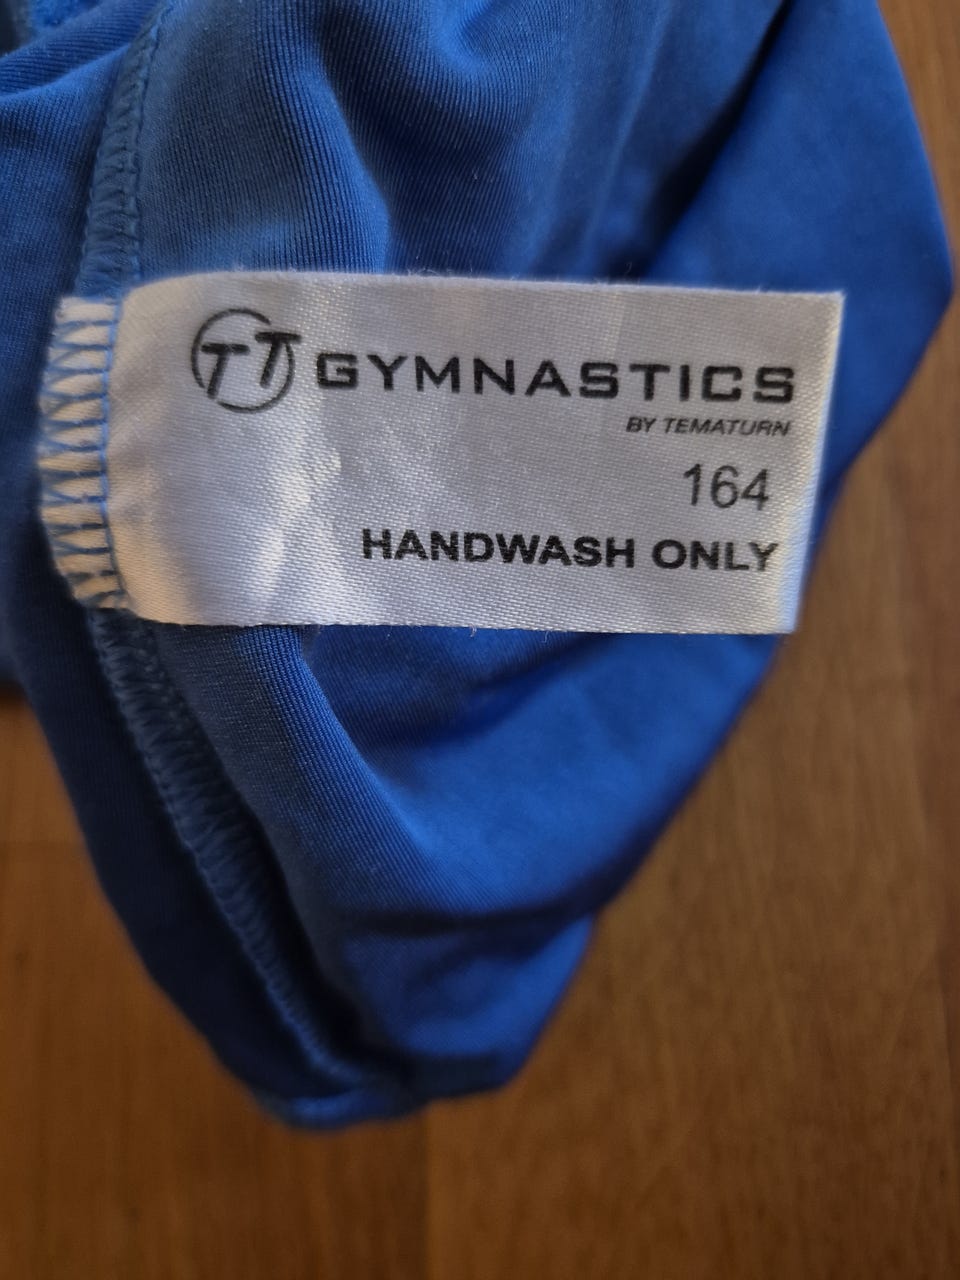 TT GYMNASTICS
BY TEMATURN
164
HANDWASH ONLY